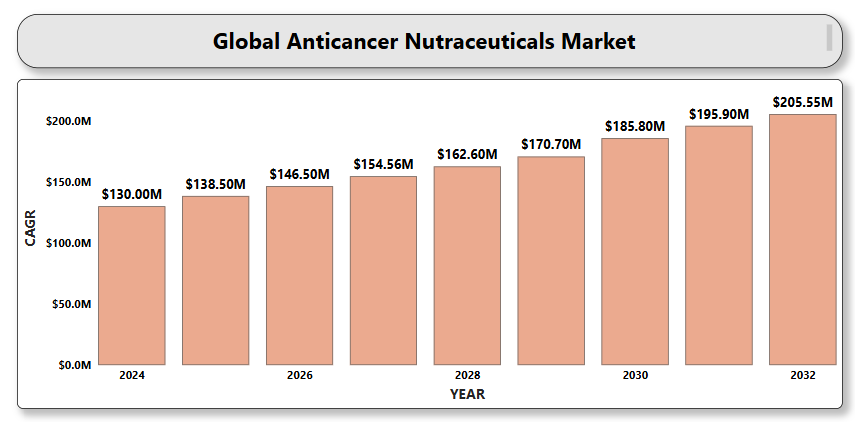 Global Anticancer Nutraceuticals Market
$205.55M
$195.90M
$185.80M
$170.70M
$162.60M
$154.56M
$146.50M
$138.50M
$130.00M
$200.0M
$150.0M
$100.0M
$50.0M
$0.0M
CAGR
2024
2026
2028
2030
2032
YEAR